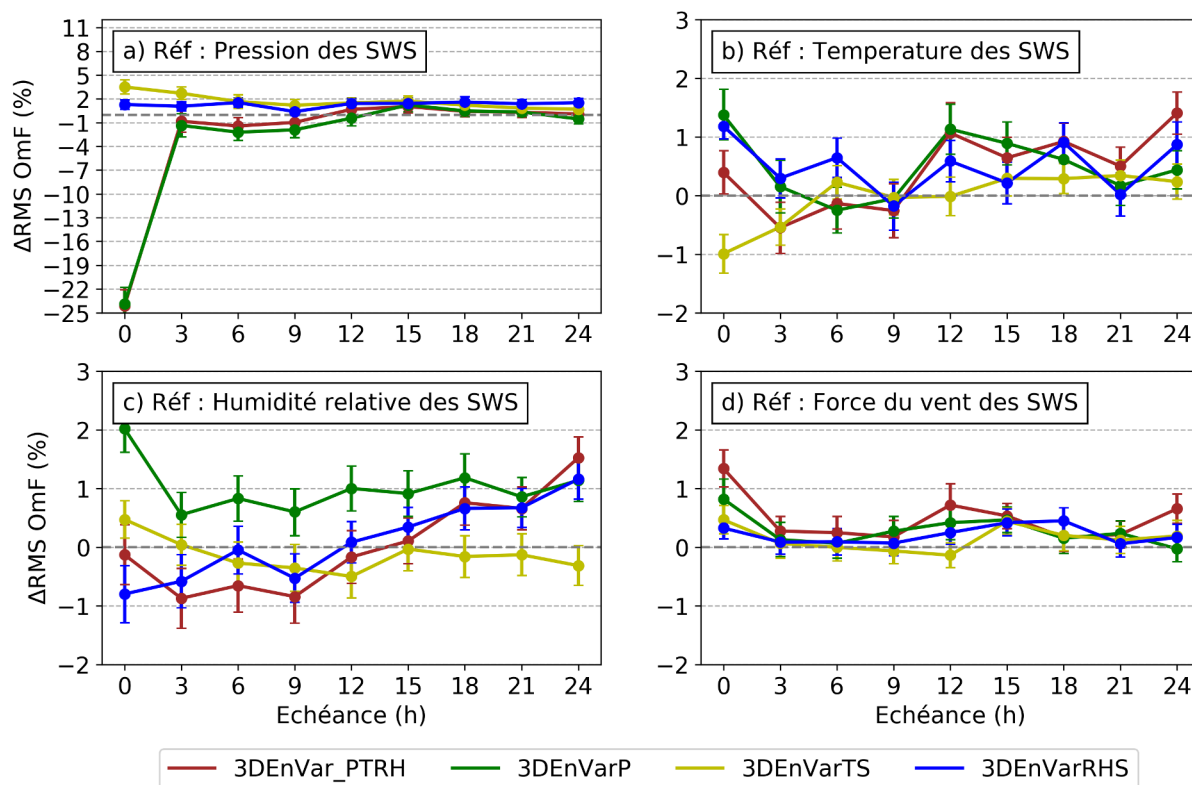 a) Réf : Pression des SWS
ΔRMS OmF (%)
11
8
5
2
−1
−4
−7
−10
−13
−16
−19
−22
−25
0 3 6 9 12 15 18 21 24
b) Réf : Temperature des SWS
3
2
1
0
−1
−2
0 3 6 9 12 15 18 21 24
c) Réf : Humidité relative des SWS
ΔRMS OmF (%)
3
2
1
0
−1
−2
0 3 6 9 12 15 18 21 24
Echéance (h)
d) Réf : Force du vent des SWS
3
2
1
0
−1
−2
0 3 6 9 12 15 18 21 24
Echéance (h)
3DEnVar_PTRH 3DEnVarP 3DEnVarTS 3DEnVarRHS